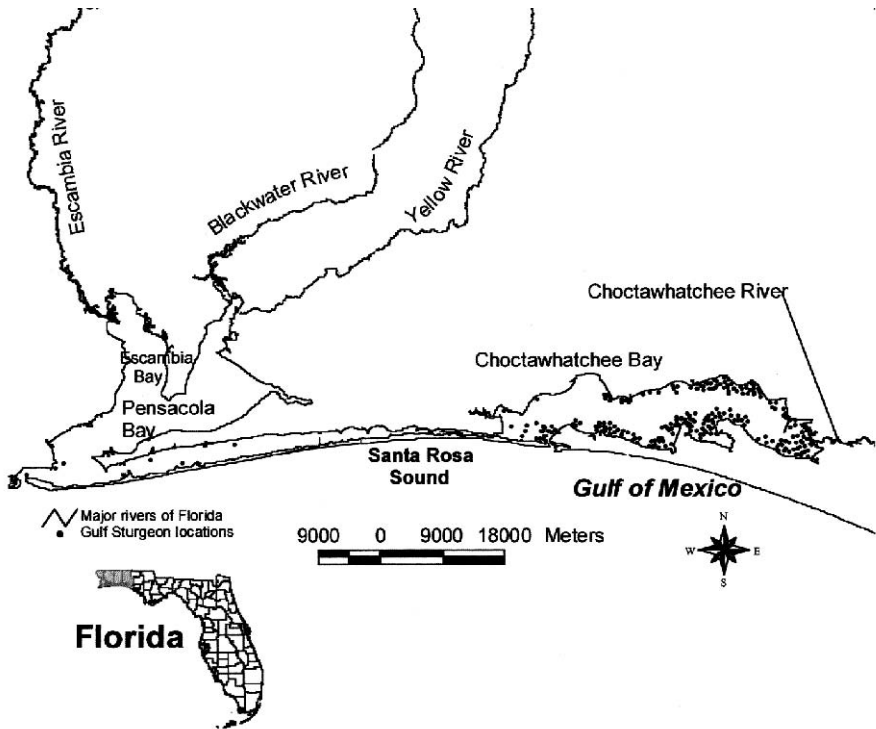 Escambia River
Blackwater River
Yellow River
Choctawhatchee River
Escambia
Bay
Choctawhatchee Bay
Pensacola
Bay
Santa Rosa
Sound
Gulf of Mexico
Major rivers of Florida
Gulf Sturgeon locations
9000 0 9000 18000 Meters
N
W E
S
Florida